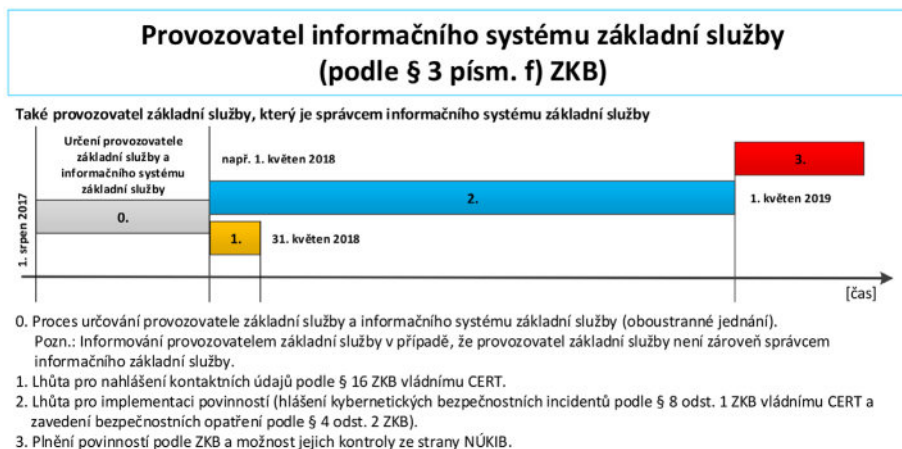 Provozovatel informačního systému základní služby
(podle § 3 písm. f) ZKB)
Také provozovatel základní služby, který je správcem informačního systému základní služby
Určení provozovatele
základní služby a
informačního systému
základní služby
např. 1. květen 2018
3.
2.
1. květen 2019
0.
1.
31. květen 2018
1. srpen 2017
[čas]
0. Proces určování provozovatele základní služby a informačního systému základní služby (oboustranné jednání).
Pozn.: Informování provozovatelem základní služby v případě, že provozovatel základní služby není zároveň správcem
informačního základní služby.
1. Lhůta pro nahlášení kontaktních údajů podle § 16 ZKB vládnímu CERT.
2. Lhůta pro implementaci povinností (hlášení kybernetických bezpečnostních incidentů podle § 8 odst. 1 ZKB vládnímu CERT a
zavedení bezpečnostních opatření podle § 4 odst. 2 ZKB).
3. Plnění povinností podle ZKB a možnost jejich kontroly ze strany NÚKIB.